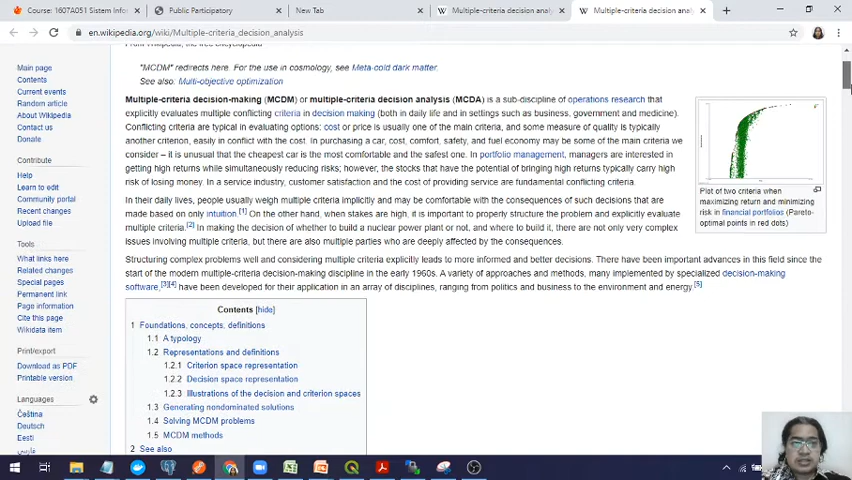 Course: 1607A051 Sistem Infor
Public Participatory
New Tab
Multiple-criteria decision anal
Multiple-criteria decision anal
en.wikipedia.org/wiki/Multiple-criteria_decision_analysis
From Wikipedia, the free encyclopedia
"MCDM" redirects here. For the use in cosmology, see Meta-cold dark matter.
See also: Multi-objective optimization
Multiple-criteria decision-making (MCDM) or multiple-criteria decision analysis (MCDA) is a sub-discipline of operations research that
explicitly evaluates multiple conflicting criteria in decision making (both in daily life and in settings such as business, government and medicine).
Conflicting criteria are typical in evaluating options: cost or price is usually one of the main criteria, and some measure of quality is typically
another criterion, easily in conflict with the cost. In purchasing a car, cost, comfort, safety, and fuel economy may be some of the main criteria we
consider – it is unusual that the cheapest car is the most comfortable and the safest one. In portfolio management, managers are interested in
getting high returns while simultaneously reducing risks; however, the stocks that have the potential of bringing high returns typically carry high
risk of losing money. In a service industry, customer satisfaction and the cost of providing service are fundamental conflicting criteria.
In their daily lives, people usually weigh multiple criteria implicitly and may be comfortable with the consequences of such decisions that are
made based on only intuition.[1] On the other hand, when stakes are high, it is important to properly structure the problem and explicitly evaluate
multiple criteria.[2] In making the decision of whether to build a nuclear power plant or not, and where to build it, there are not only very complex
issues involving multiple criteria, but there are also multiple parties who are deeply affected by the consequences.
Structuring complex problems well and considering multiple criteria explicitly leads to more informed and better decisions. There have been important advances in this field since the
start of the modern multiple-criteria decision-making discipline in the early 1960s. A variety of approaches and methods, many implemented by specialized decision-making
software,[3][4] have been developed for their application in an array of disciplines, ranging from politics and business to the environment and energy.[5]
Plot of two criteria when
maximizing return and minimizing
risk in financial portfolios (Pareto-
optimal points in red dots)
Main page
Contents
Current events
Random article
About Wikipedia
Contact us
Donate
Contribute
Help
Learn to edit
Community portal
Recent changes
Upload file
Tools
What links here
Related changes
Special pages
Permanent link
Page information
Cite this page
Wikidata item
Print/export
Download as PDF
Printable version
Languages
Čeština
Deutsch
Eesti
فارسی
Contents [hide]
1 Foundations, concepts, definitions
1.1 A typology
1.2 Representations and definitions
1.2.1 Criterion space representation
1.2.2 Decision space representation
1.2.3 Illustrations of the decision and criterion spaces
1.3 Generating nondominated solutions
1.4 Solving MCDM problems
1.5 MCDM methods
2 See also